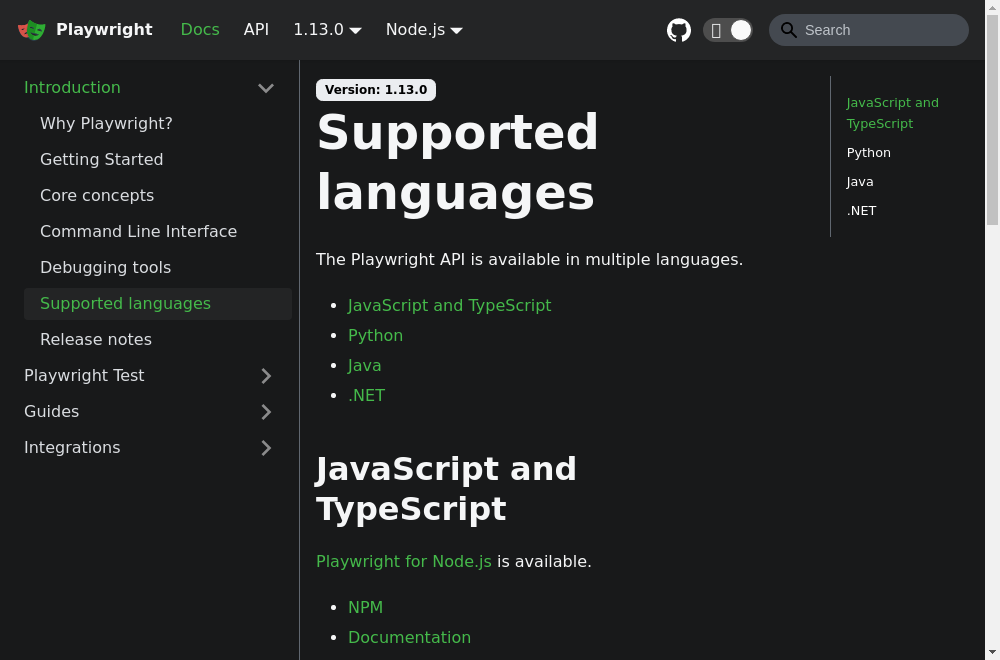 Playwright Docs API 1.13.0 Node.js Search
Introduction
Why Playwright?
Getting Started
Core concepts
Command Line Interface
Debugging tools
Supported languages
Release notes
Playwright Test
Guides
Integrations
Version: 1.13.0
Supported
languages
The Playwright API is available in multiple languages.
JavaScript and TypeScript
Python
Java
.NET
JavaScript and
TypeScript
Playwright for Node.js is available.
NPM
Documentation
JavaScript and
TypeScript
Python
Java
.NET